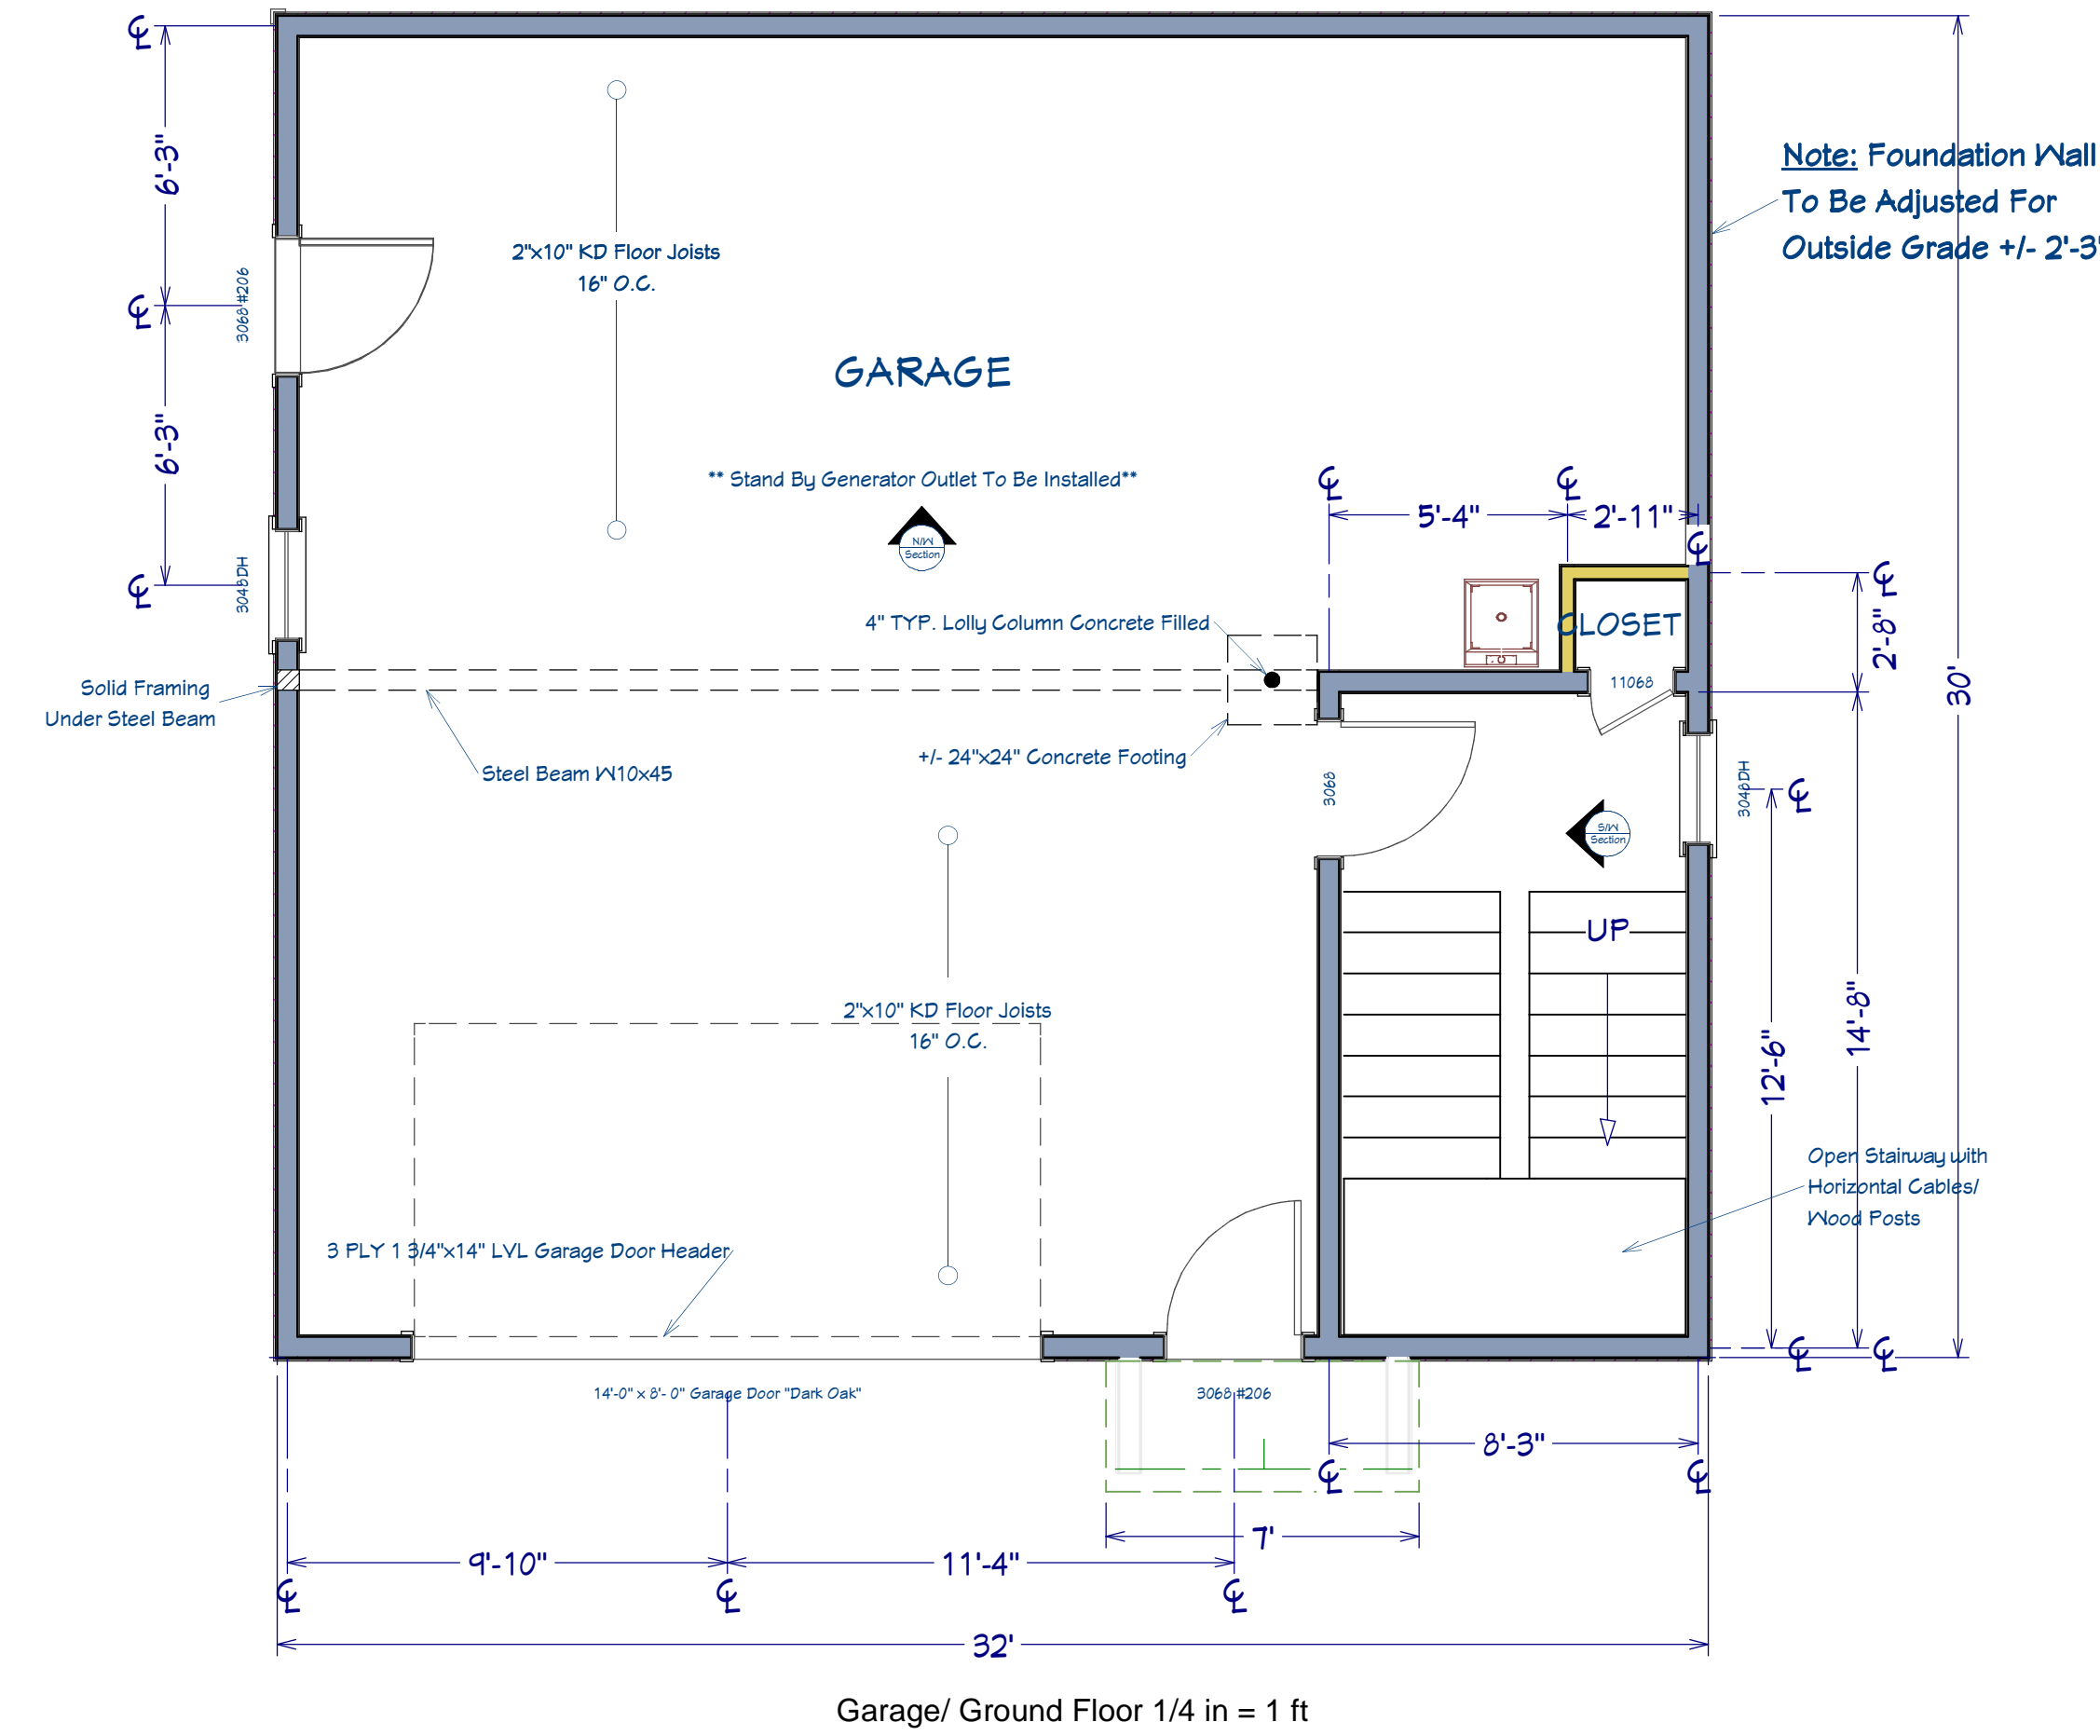 ℄
6'-3"
℄
6'-3"
℄
3068 #206
3048DH
2"x10" KD Floor Joists
16" O.C.
GARAGE
** Stand By Generator Outlet To Be Installed**
N/W
Section
Note: Foundation Wall
To Be Adjusted For
Outside Grade +/- 2'-3"
℄
℄
5'-4"
2'-11"
℄
℄
2'-8"
30'
4" TYP. Lolly Column Concrete Filled
CLOSET
11068
Solid Framing
Under Steel Beam
Steel Beam W10x45
+/- 24"x24" Concrete Footing
3068
3048DH
℄
S/W
Section
UP
12'-6"
14'-8"
2"x10" KD Floor Joists
16" O.C.
Open Stairway with
Horizontal Cables/
Wood Posts
3 PLY 1 3/4"x14" LVL Garage Door Header
℄
℄
14'-0" x 8'- 0" Garage Door "Dark Oak"
3068 #206
8'-3"
℄
℄
7'
9'-10"
11'-4"
℄
℄
℄
32'
Garage/ Ground Floor 1/4 in = 1 ft